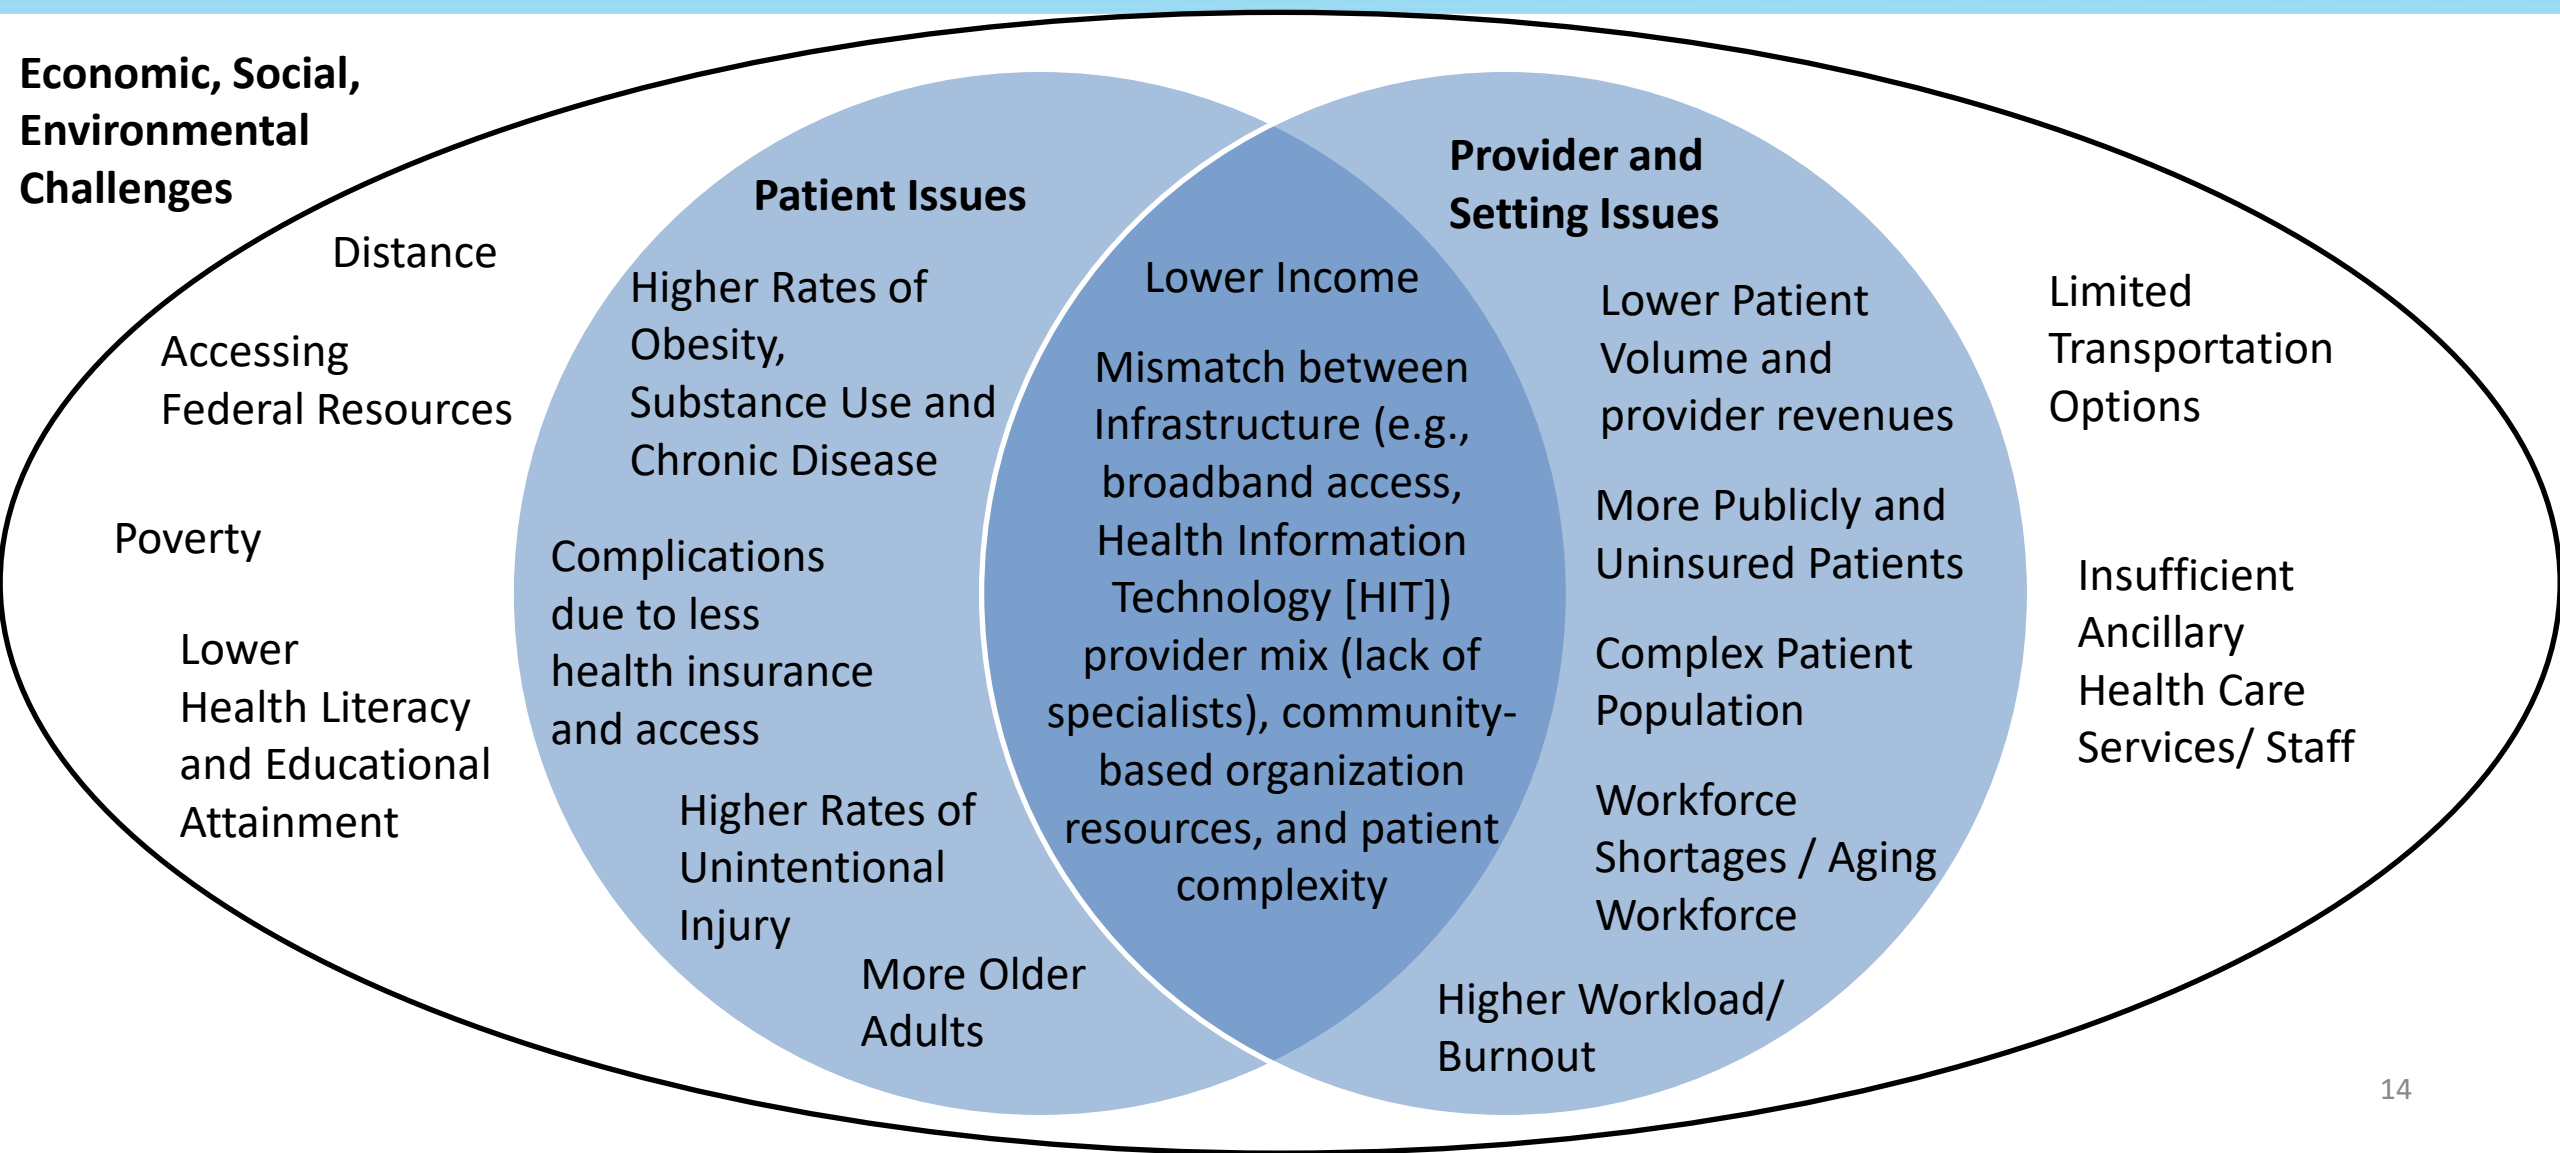 Economic, Social,
Environmental
Challenges
Distance
Accessing
Federal Resources
Poverty
Lower
Health Literacy
and Educational
Attainment
Patient Issues
Higher Rates of
Obesity,
Substance Use and
Chronic Disease
Complications
due to less
health insurance
and access
Higher Rates of
Unintentional
Injury
More Older
Adults
Lower Income
Mismatch between
Infrastructure (e.g.,
broadband access,
Health Information
Technology [HIT])
provider mix (lack of
specialists), community-
based organization
resources, and patient
complexity
Provider and
Setting Issues
Lower Patient
Volume and
provider revenues
More Publicly and
Uninsured Patients
Complex Patient
Population
Workforce
Shortages / Aging
Workforce
Higher Workload/
Burnout
Limited
Transportation
Options
Insufficient
Ancillary
Health Care
Services/ Staff
14